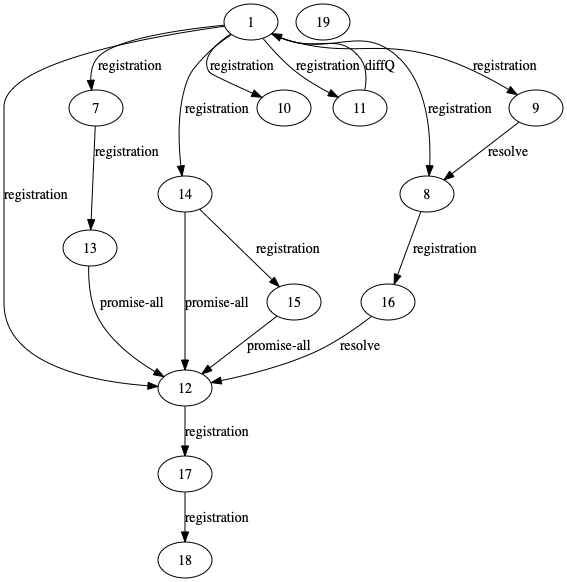 1
19
registration
registration
registration
diffQ
registration
7
10
11
9
registration
registration
registration
resolve
registration
14
8
13
registration
registration
promise-all
promise-all
15
16
promise-all
resolve
12
registration
17
registration
18